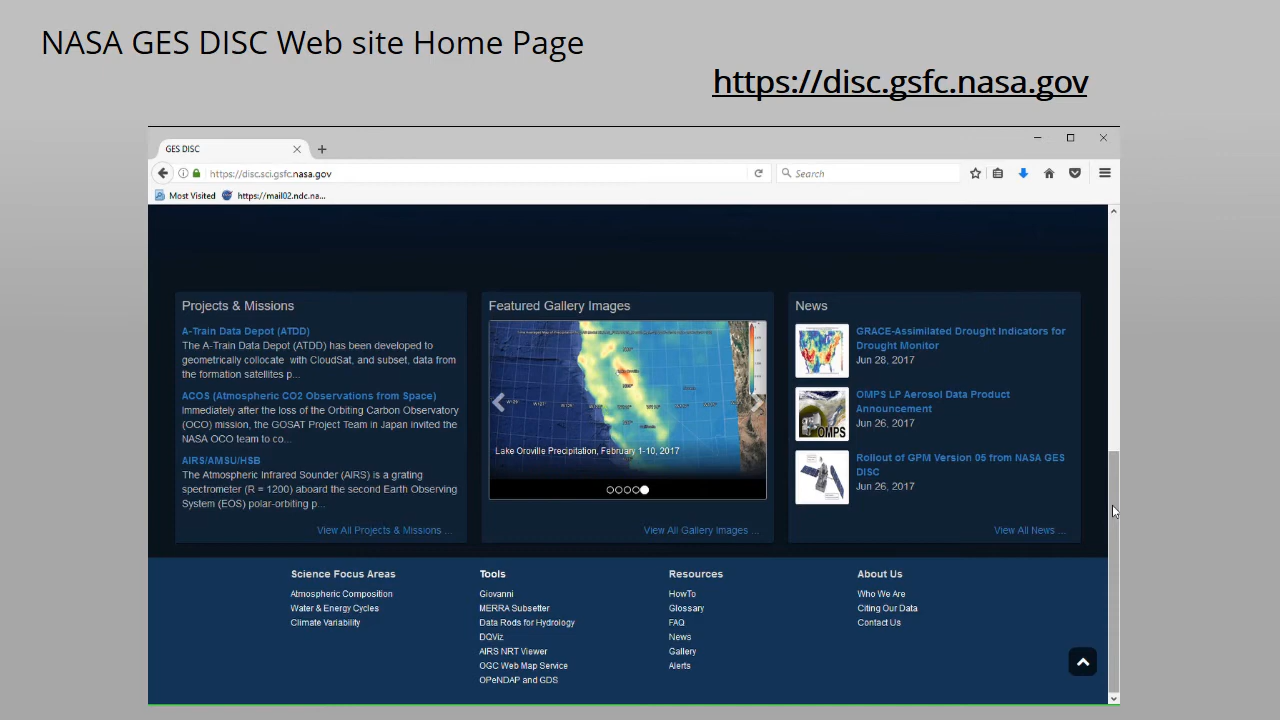 NASA GES DISC Web site Home Page
https://disc.gsfc.nasa.gov
GES DISC
https://disc.sci.gsfc.nasa.gov
Search
Most Visited
https://mail02.ndc.na...
Projects & Missions
A-Train Data Depot (ATDD)
The A-Train Data Depot (ATDD) has been developed to
geometrically collocate with CloudSat, and subset, data from
the formation satellites p...
ACOS (Atmospheric CO2 Observations from Space)
Immediately after the loss of the Orbiting Carbon Observatory
(OCO) mission, the GOSAT Project Team in Japan invited the
NASA OCO team to co...
AIRS/AMSU/HSB
The Atmospheric Infrared Sounder (AIRS) is a grating
spectrometer (R = 1200) aboard the second Earth Observing
System (EOS) polar-orbiting p...
View All Projects & Missions ...
Featured Gallery Images
Lake Oroville Precipitation, February 1-10, 2017
View All Gallery Images ...
News
GRACE-Assimilated Drought Indicators for
Drought Monitor
Jun 28, 2017
OMPS LP Aerosol Data Product
Announcement
Jun 26, 2017
OMPS
Rollout of GPM Version 05 from NASA GES
DISC
Jun 26, 2017
View All News ...
Science Focus Areas
Atmospheric Composition
Water & Energy Cycles
Climate Variability
Tools
Giovanni
MERRA Subsetter
Data Rods for Hydrology
DQViz
AIRS NRT Viewer
OGC Web Map Service
OPeNDAP and GDS
Resources
HowTo
Glossary
FAQ
News
Gallery
Alerts
About Us
Who We Are
Citing Our Data
Contact Us